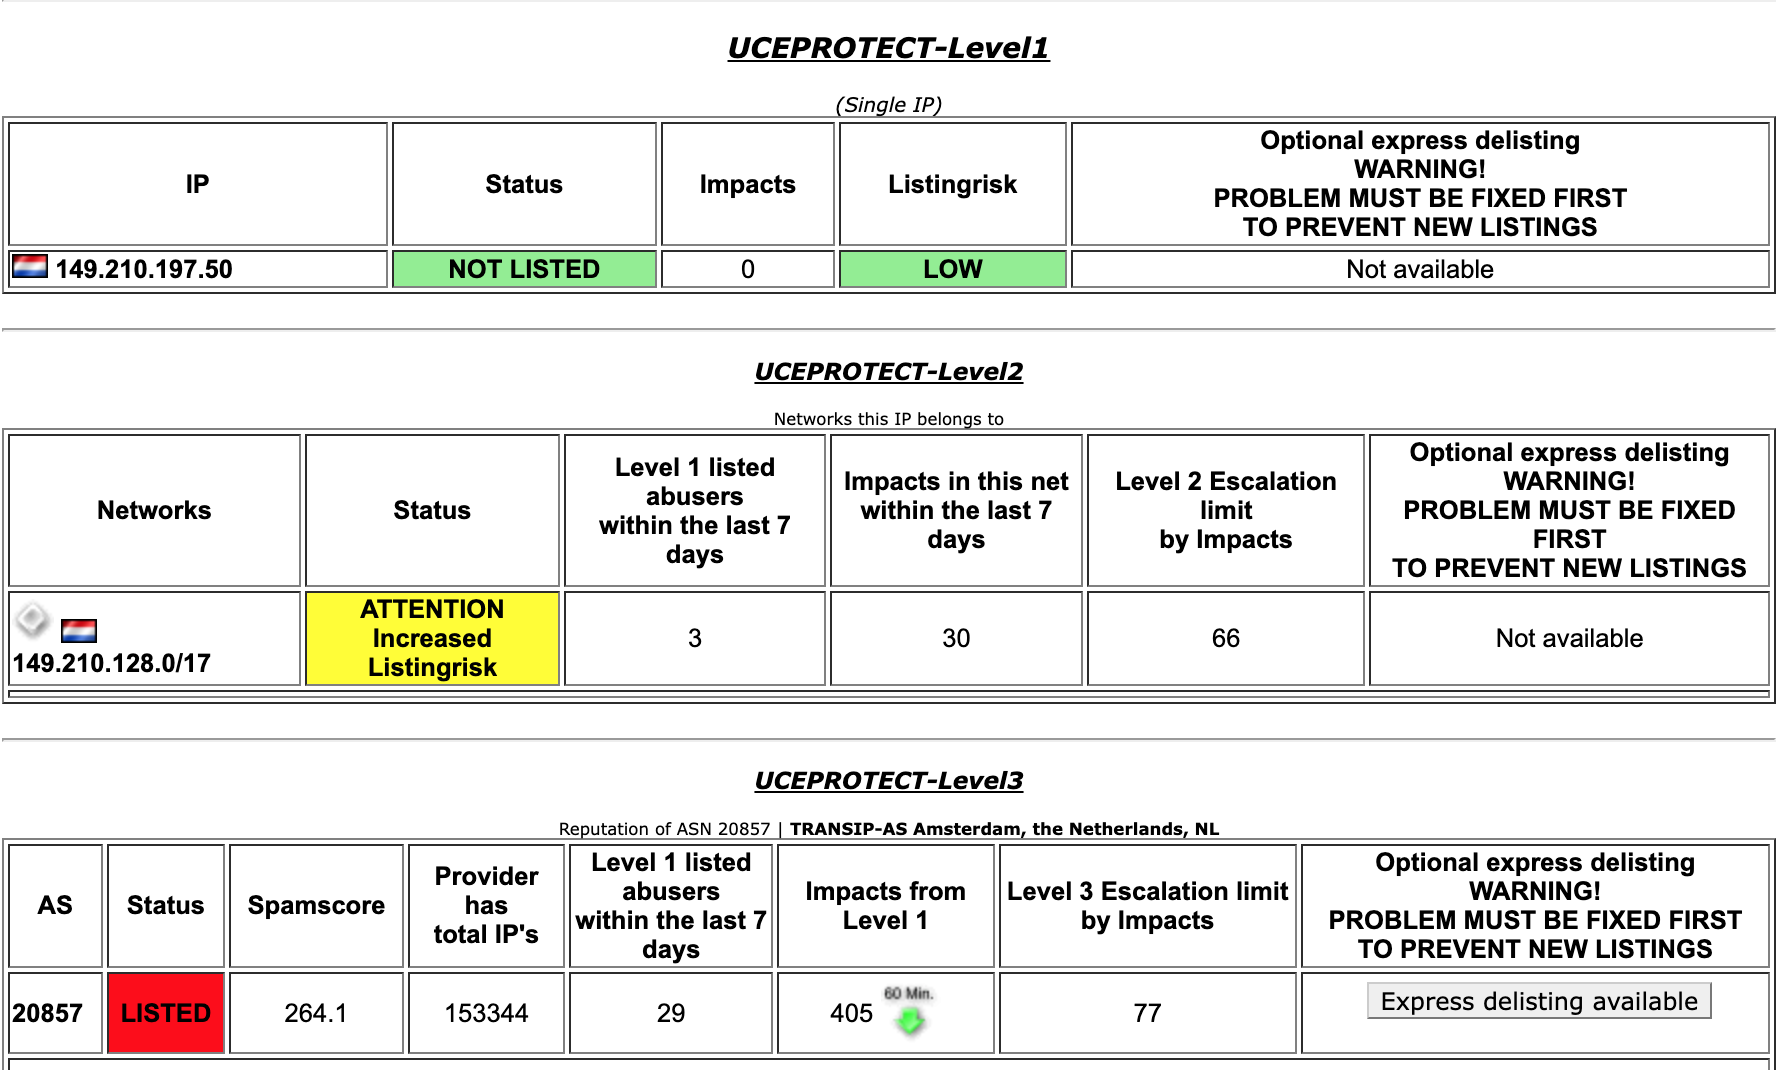 UCEPROTECT-Level1
(Single IP)
IP
Status
Impacts
Listingrisk
Optional express delisting
WARNING!
PROBLEM MUST BE FIXED FIRST
TO PREVENT NEW LISTINGS
149.210.197.50
NOT LISTED
0
LOW
Not available
UCEPROTECT-Level2
Networks this IP belongs to
Networks
Status
Level 1 listed
abusers
within the last 7
days
Impacts in this net
within the last 7
days
Level 2 Escalation
limit
by Impacts
Optional express delisting
WARNING!
PROBLEM MUST BE FIXED
FIRST
TO PREVENT NEW LISTINGS
149.210.128.0/17
ATTENTION
Increased
Listingrisk
3
30
66
Not available
UCEPROTECT-Level3
Reputation of ASN 20857 | TRANSIP-AS Amsterdam, the Netherlands, NL
AS
Status
Spamscore
Provider
has
total IP's
Level 1 listed
abusers
within the last 7
days
Impacts from
Level 1
Level 3 Escalation limit
by Impacts
Optional express delisting
WARNING!
PROBLEM MUST BE FIXED FIRST
TO PREVENT NEW LISTINGS
20857
LISTED
264.1
153344
29
405
60 Min.
77
Express delisting available